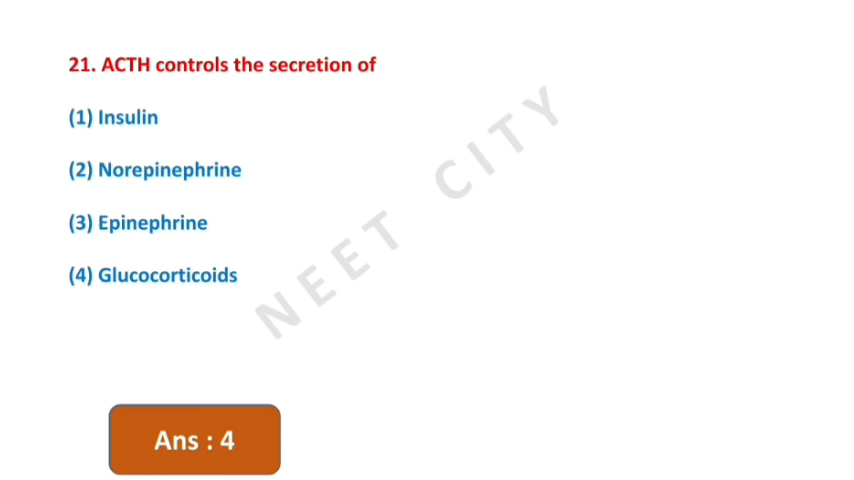 21. ACTH controls the secretion of
(1) Insulin
(2) Norepinephrine
(3) Epinephrine
(4) Glucocorticoids
NEET CITY
Ans : 4